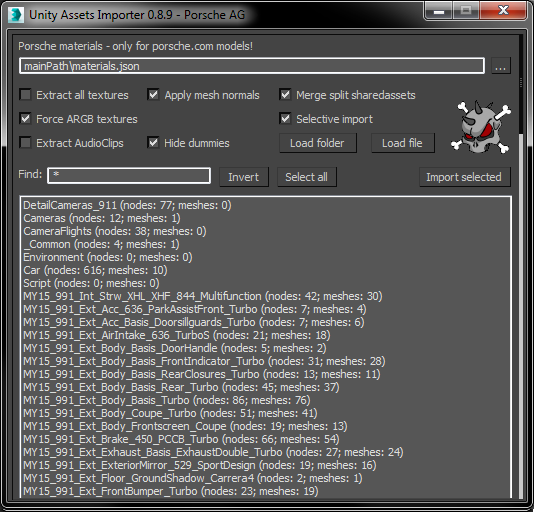 Unity Assets Importer 0.8.9 - Porsche AG
Porsche materials - only for porsche.com models!
mainPath\materials.json
...
Extract all textures
Apply mesh normals
Merge split sharedassets
Force ARGB textures
Selective import
Extract AudioClips
Hide dummies
Load folder
Load file
Find:
*
Invert
Select all
Import selected
DetailCameras_911 (nodes: 77; meshes: 0)
Cameras (nodes: 12; meshes: 1)
CameraFlights (nodes: 38; meshes: 0)
_Common (nodes: 4; meshes: 1)
Environment (nodes: 0; meshes: 0)
Car (nodes: 616; meshes: 10)
Script (nodes: 0; meshes: 0)
MY15_991_Int_Strw_XHL_XHF_844_Multifunction (nodes: 42; meshes: 30)
MY15_991_Ext_Acc_636_ParkAssistFront_Turbo (nodes: 7; meshes: 4)
MY15_991_Ext_Acc_Basis_Doorsillguards_Turbo (nodes: 7; meshes: 6)
MY15_991_Ext_AirIntake_636_TurboS (nodes: 21; meshes: 18)
MY15_991_Ext_Body_Basis_DoorHandle (nodes: 5; meshes: 2)
MY15_991_Ext_Body_Basis_FrontIndicator_Turbo (nodes: 31; meshes: 28)
MY15_991_Ext_Body_Basis_RearClosures_Turbo (nodes: 13; meshes: 11)
MY15_991_Ext_Body_Basis_Rear_Turbo (nodes: 45; meshes: 37)
MY15_991_Ext_Body_Basis_Turbo (nodes: 86; meshes: 76)
MY15_991_Ext_Body_Coupe_Turbo (nodes: 51; meshes: 41)
MY15_991_Ext_Body_Frontscreen_Coupe (nodes: 19; meshes: 13)
MY15_991_Ext_Brake_450_PCCB_Turbo (nodes: 66; meshes: 54)
MY15_991_Ext_Exhaust_Basis_ExhaustDouble_Turbo (nodes: 27; meshes: 24)
MY15_991_Ext_ExteriorMirror_529_SportDesign (nodes: 19; meshes: 16)
MY15_991_Ext_Floor_GroundShadow_Carrera4 (nodes: 2; meshes: 1)
MY15_991_Ext_FrontBumper_Turbo (nodes: 23; meshes: 19)